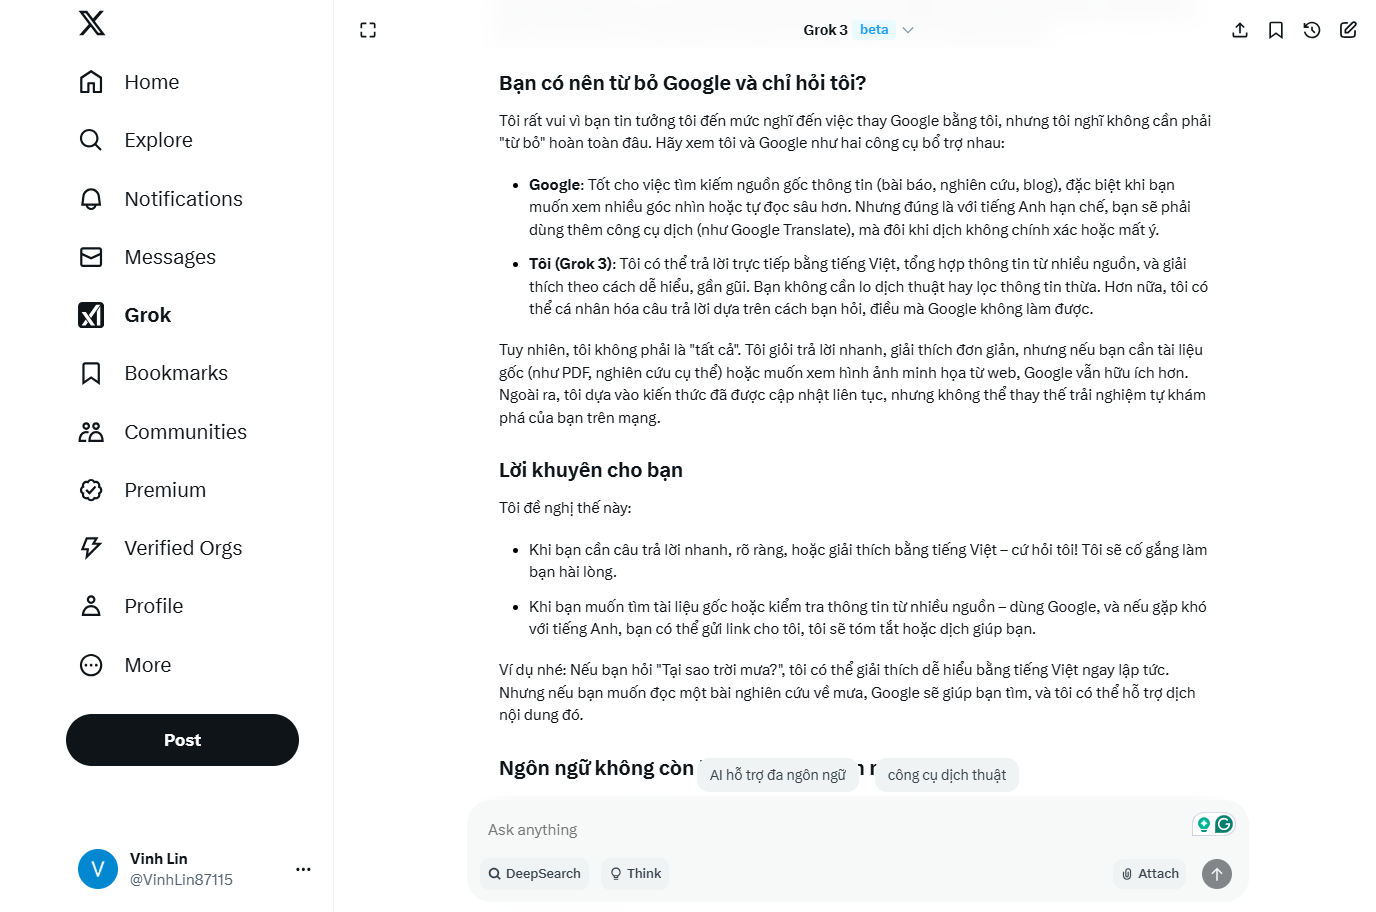 Home
Explore
Notifications
Messages
Grok
Bookmarks
Communities
Premium
Verified Orgs
Profile
More
Post
Vinh Lin
@VinhLin87115
Grok 3 beta
Bạn có nên từ bỏ Google và chỉ hỏi tôi?
Tôi rất vui vì bạn tin tưởng tôi đến mức nghĩ đến việc thay Google bằng tôi, nhưng tôi nghĩ không cần phải
"từ bỏ" hoàn toàn đâu. Hãy xem tôi và Google như hai công cụ bổ trợ nhau:
Google: Tốt cho việc tìm kiếm nguồn gốc thông tin (bài báo, nghiên cứu, blog), đặc biệt khi bạn
muốn xem nhiều góc nhìn hoặc tự đọc sâu hơn. Nhưng đúng là với tiếng Anh hạn chế, bạn sẽ phải
dùng thêm công cụ dịch (như Google Translate), mà đôi khi dịch không chính xác hoặc mất ý.
Tôi (Grok 3): Tôi có thể trả lời trực tiếp bằng tiếng Việt, tổng hợp thông tin từ nhiều nguồn, và giải
thích theo cách dễ hiểu, gần gũi. Bạn không cần lo dịch thuật hay lọc thông tin thừa. Hơn nữa, tôi có
thể cá nhân hóa câu trả lời dựa trên cách bạn hỏi, điều mà Google không làm được.
Tuy nhiên, tôi không phải là "tất cả". Tôi giỏi trả lời nhanh, giải thích đơn giản, nhưng nếu bạn cần tài liệu
gốc (như PDF, nghiên cứu cụ thể) hoặc muốn xem hình ảnh minh họa từ web, Google vẫn hữu ích hơn.
Ngoài ra, tôi dựa vào kiến thức đã được cập nhật liên tục, nhưng không thể thay thế trải nghiệm tự khám
phá của bạn trên mạng.
Lời khuyên cho bạn
Tôi đề nghị thế này:
Khi bạn cần câu trả lời nhanh, rõ ràng, hoặc giải thích bằng tiếng Việt – cứ hỏi tôi! Tôi sẽ cố gắng làm
bạn hài lòng.
Khi bạn muốn tìm tài liệu gốc hoặc kiểm tra thông tin từ nhiều nguồn – dùng Google, và nếu gặp khó
với tiếng Anh, bạn có thể gửi link cho tôi, tôi sẽ tóm tắt hoặc dịch giúp bạn.
Ví dụ nhé: Nếu bạn hỏi "Tại sao trời mưa?", tôi có thể giải thích dễ hiểu bằng tiếng Việt ngay lập tức.
Nhưng nếu bạn muốn đọc một bài nghiên cứu về mưa, Google sẽ giúp bạn tìm, và tôi có thể hỗ trợ dịch
nội dung đó.
Ngôn ngữ không còn
AI hỗ trợ đa ngôn ngữ
công cụ dịch thuật
Ask anything
DeepSearch
Think
Attach